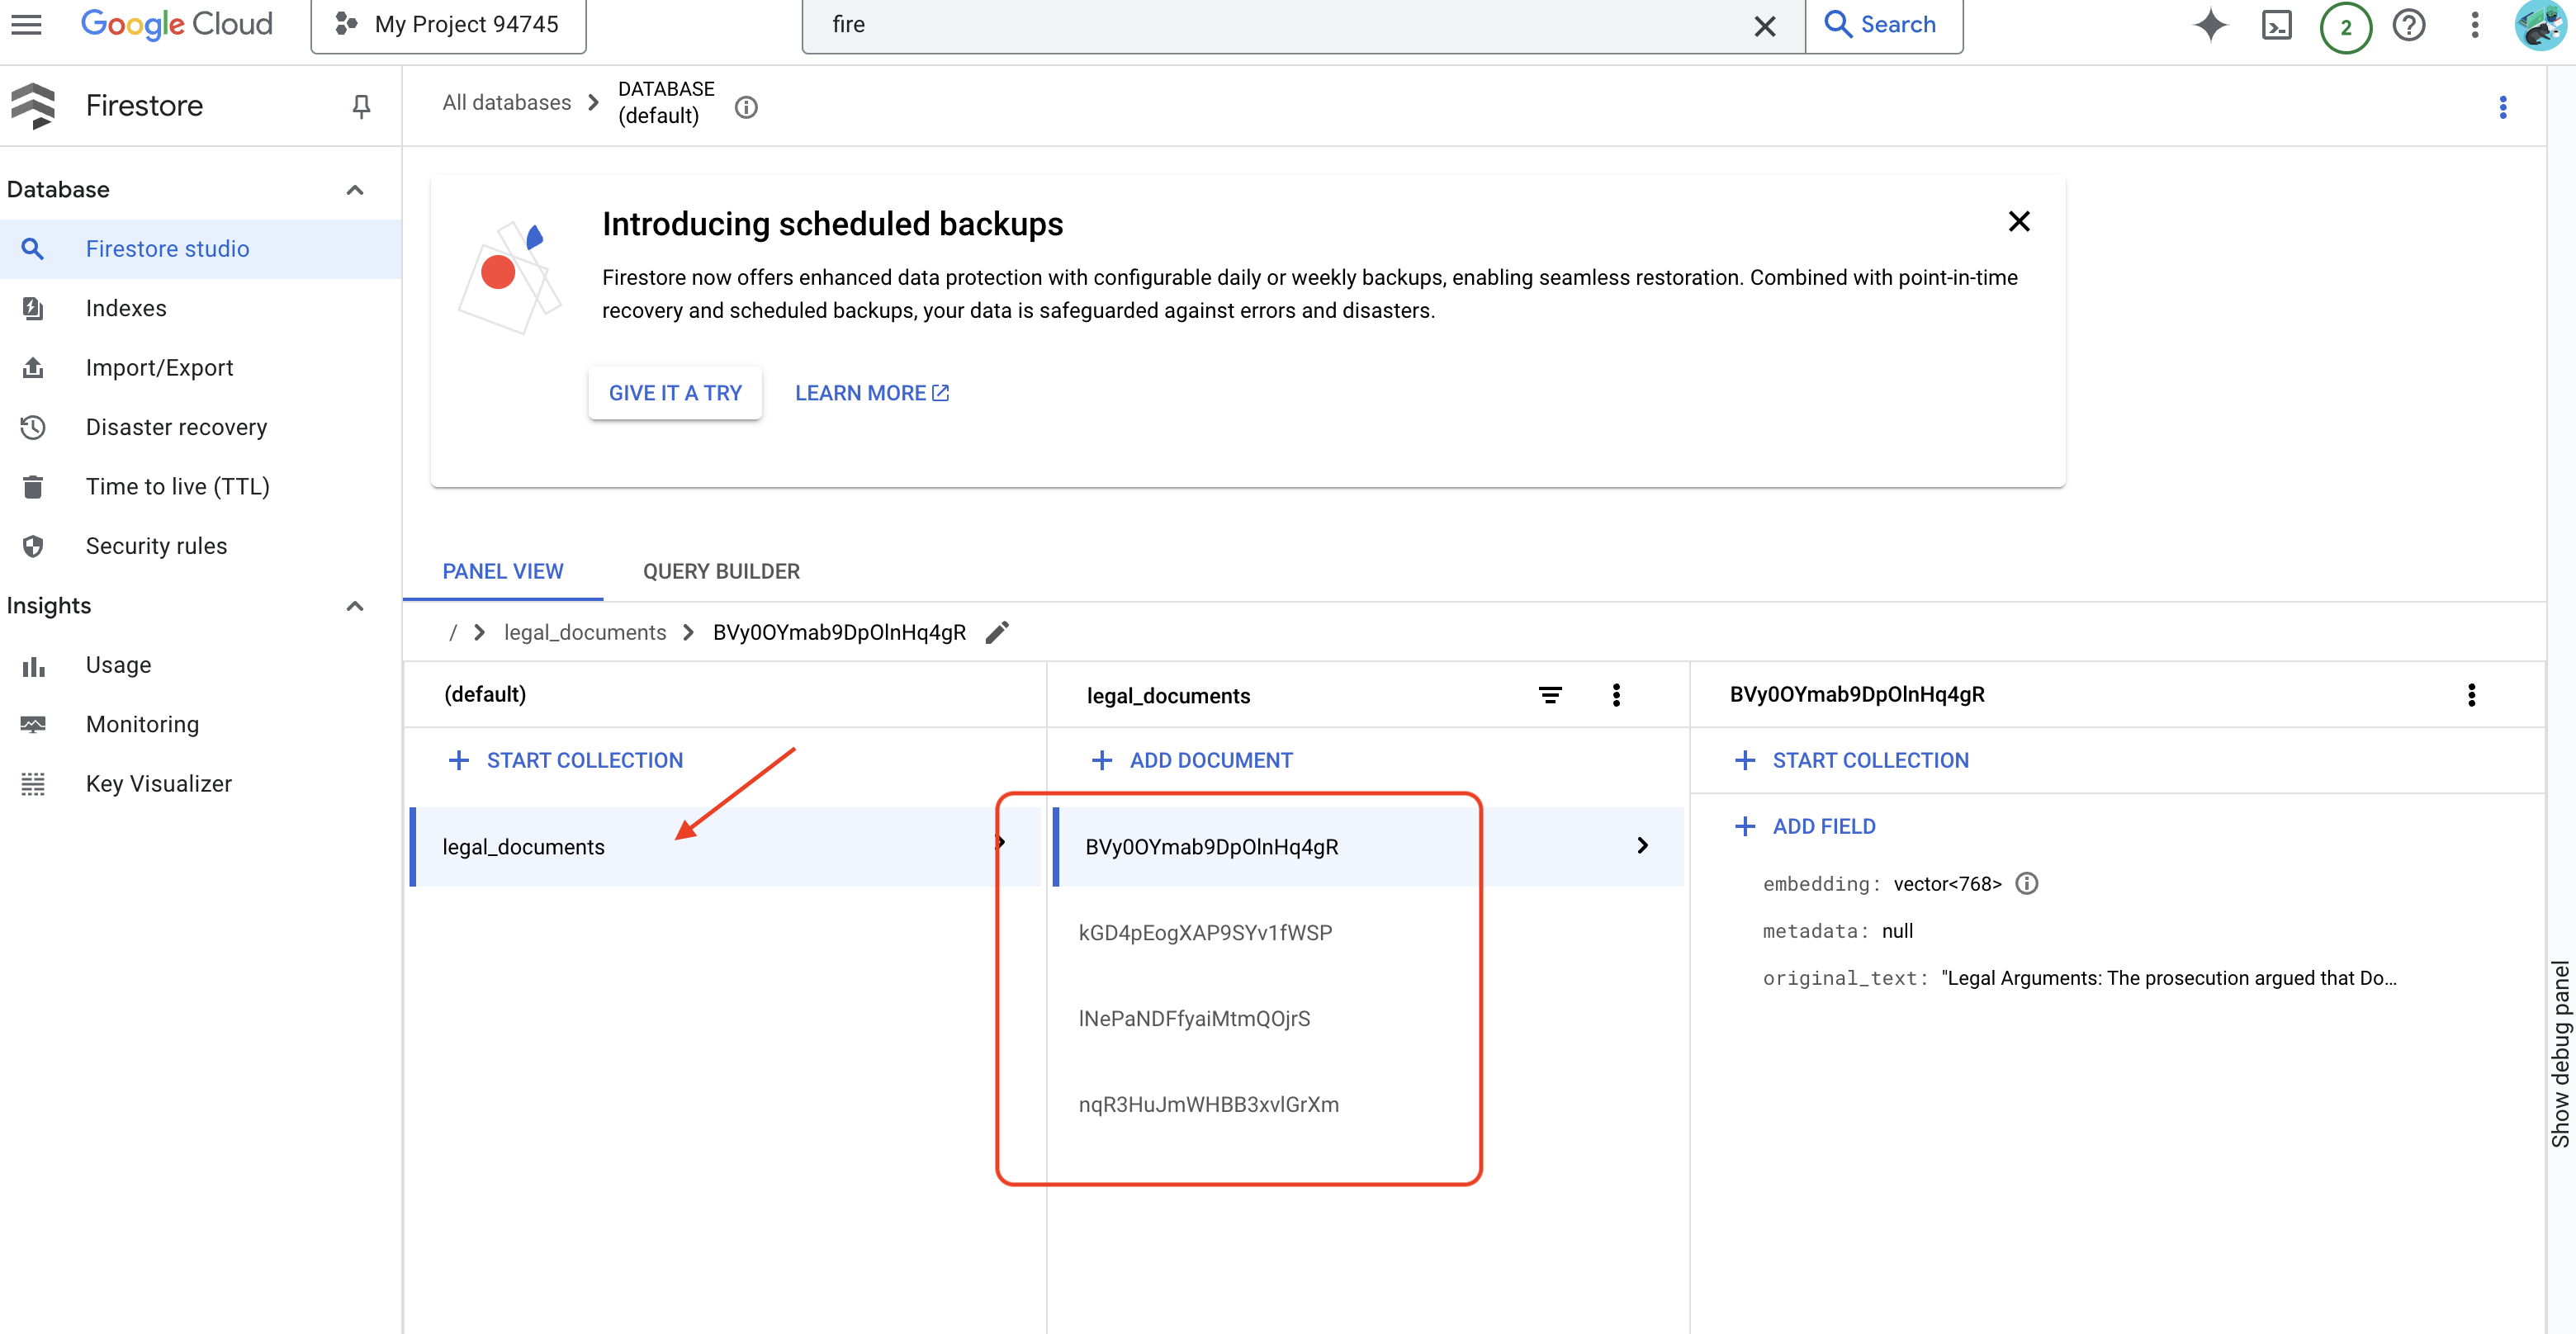 Google Cloud
My Project 94745
fire
Search
2
Firestore
All databases
DATABASE
(default)
Database
Firestore studio
Indexes
Import/Export
Disaster recovery
Time to live (TTL)
Security rules
Insights
Usage
Monitoring
Key Visualizer
Introducing scheduled backups
Firestore now offers enhanced data protection with configurable daily or weekly backups, enabling seamless restoration. Combined with point-in-time
recovery and scheduled backups, your data is safeguarded against errors and disasters.
GIVE IT A TRY
LEARN MORE
PANEL VIEW
QUERY BUILDER
/ legal_documents BVy0OYmab9DpOlnHq4gR
(default)
START COLLECTION
legal_documents
legal_documents
ADD DOCUMENT
BVy0OYmab9DpOlnHq4gR
kGD4pEogXAP9SYv1fWSP
lNePaNDFfyaiMtmQOjrS
nqR3HuJmWHBB3xvlGrXm
BVy0OYmab9DpOlnHq4gR
START COLLECTION
ADD FIELD
embedding: vector<768>
metadata: null
original_text: "Legal Arguments: The prosecution argued that Do...
Show debug panel